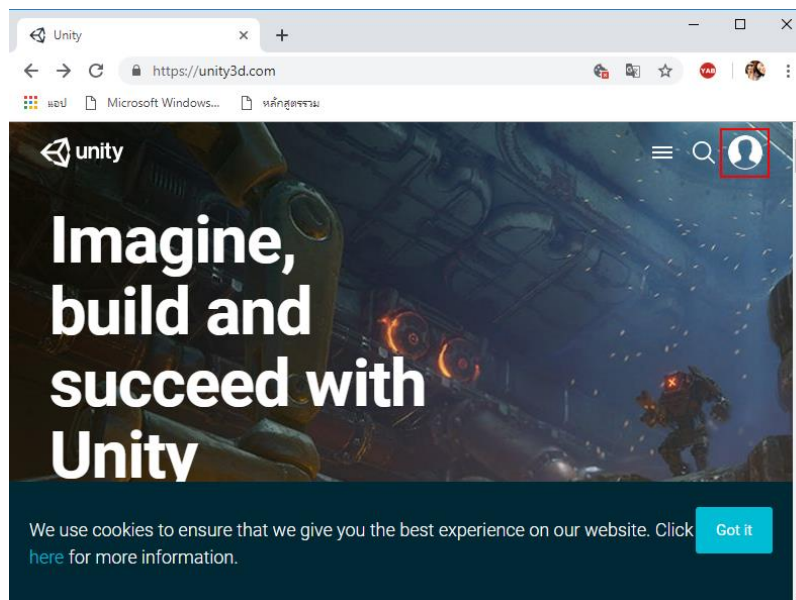 Unity
https://unity3d.com
YAB
แอป
Microsoft Windows...
หลักสูตรรวม
unity
Imagine,
build and
succeed with
Unity
We use cookies to ensure that we give you the best experience on our website. Click
here for more information.
Got it